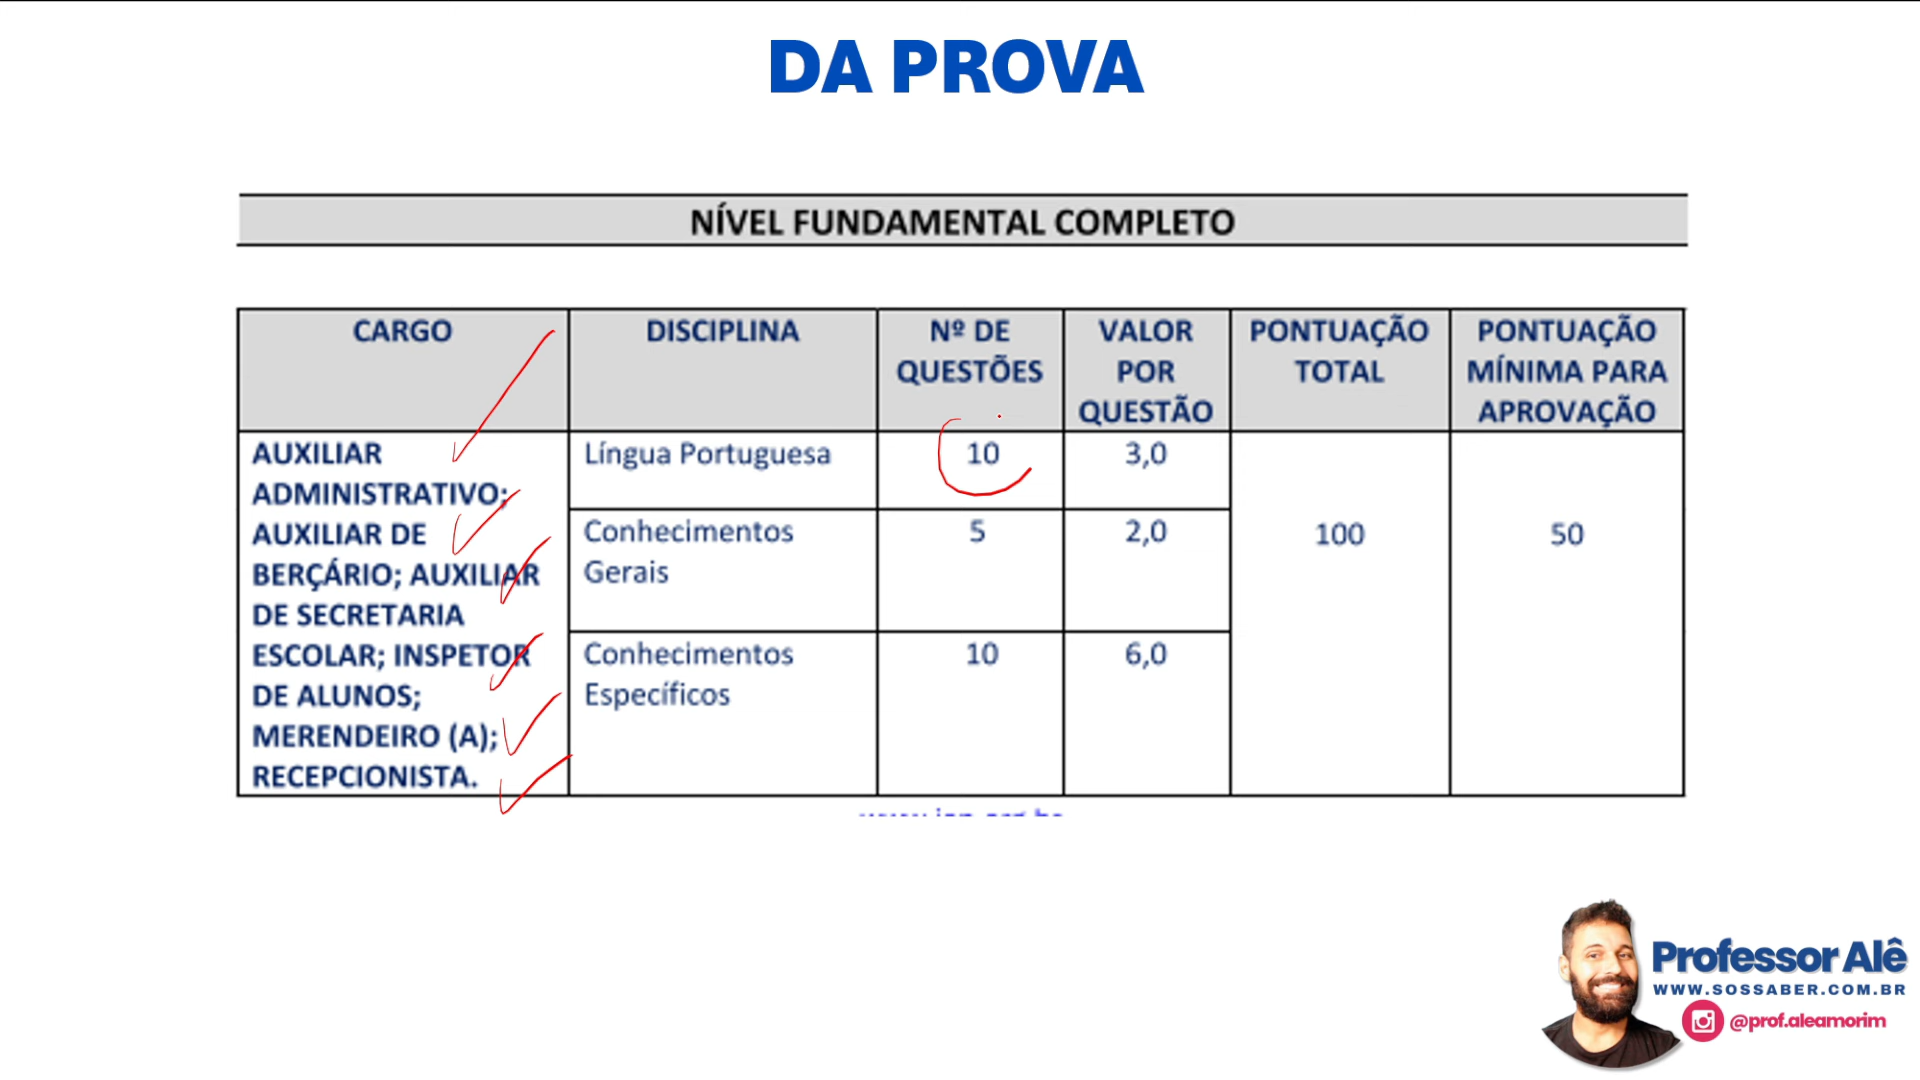 DA PROVA
NÍVEL FUNDAMENTAL COMPLETO
CARGO
DISCIPLINA
Nº DE
QUESTÕES
VALOR
POR
QUESTÃO
PONTUAÇÃO
TOTAL
PONTUAÇÃO
MÍNIMA PARA
APROVAÇÃO
AUXILIAR
ADMINISTRATIVO;
AUXILIAR DE
BERÇÁRIO; AUXILIAR
DE SECRETARIA
ESCOLAR; INSPETOR
DE ALUNOS;
MERENDEIRO (A);
RECEPCIONISTA.
Língua Portuguesa
10
3,0
Conhecimentos
Gerais
5
2,0
Conhecimentos
Específicos
10
6,0
100
50
Professor Alê
WWW.SOSSABER.COM.BR
@prof.aleamorim